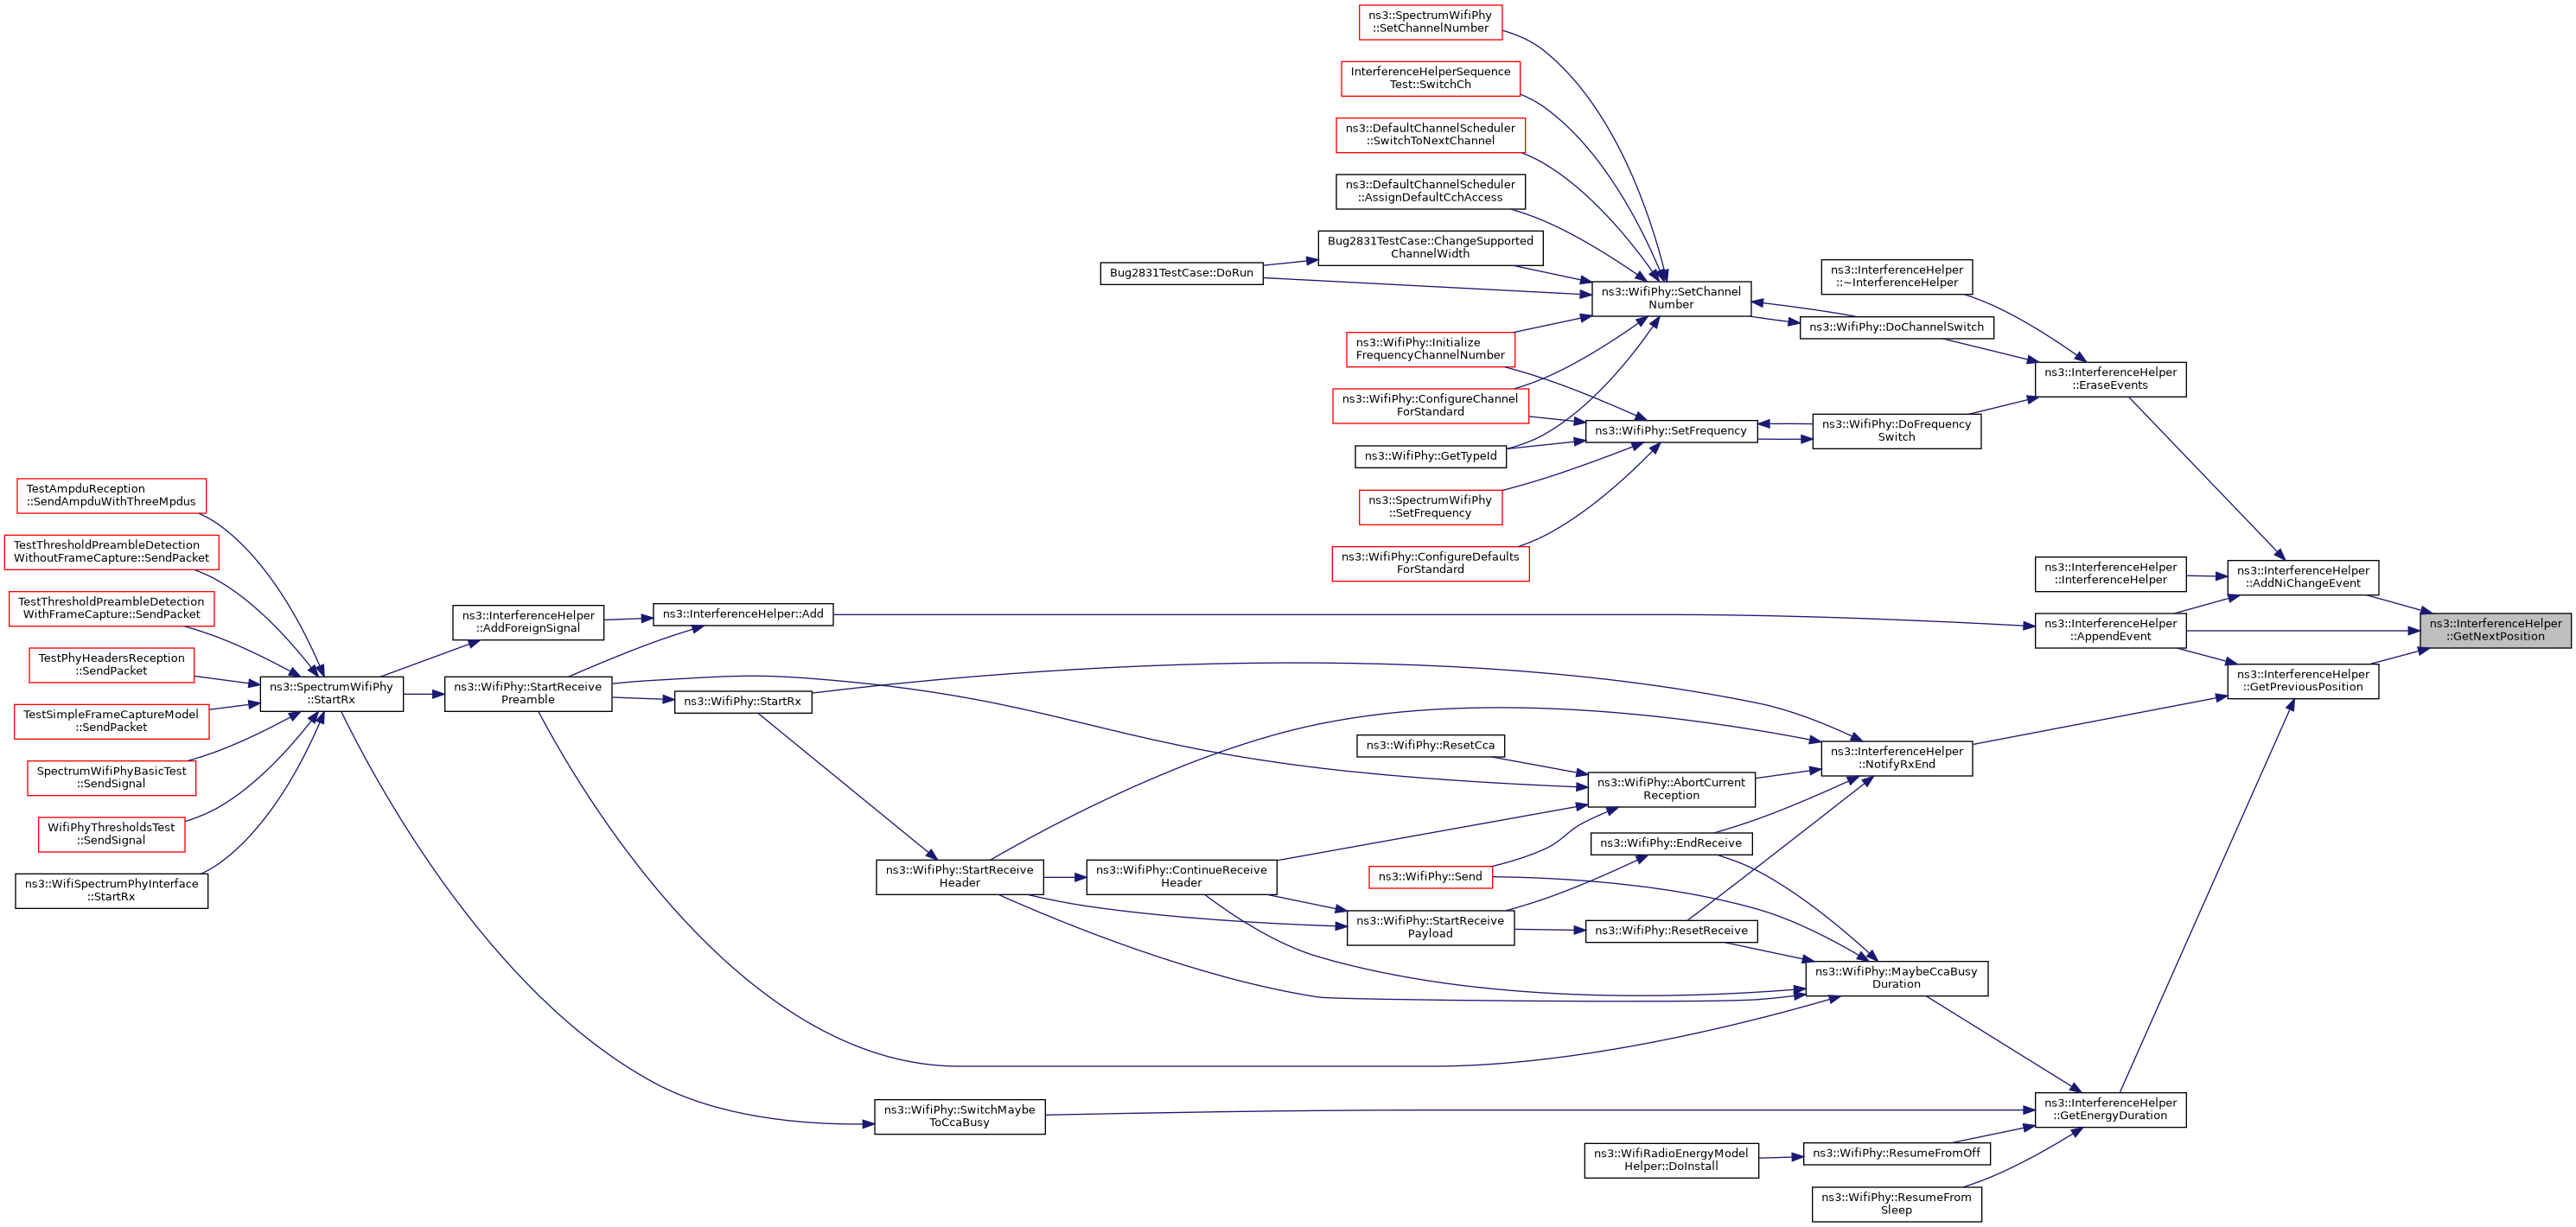 ns3::SpectrumWifiPhy
::SetChannelNumber
InterferenceHelperSequence
Test::SwitchCh
ns3::DefaultChannelScheduler
::SwitchToNextChannel
ns3::DefaultChannelScheduler
::AssignDefaultCchAccess
Bug2831TestCase::ChangeSupported
ChannelWidth
Bug2831TestCase::DoRun
ns3::WifiPhy::SetChannel
Number
ns3::InterferenceHelper
::~InterferenceHelper
ns3::WifiPhy::DoChannelSwitch
ns3::WifiPhy::Initialize
FrequencyChannelNumber
ns3::InterferenceHelper
::EraseEvents
ns3::WifiPhy::ConfigureChannel
ForStandard
ns3::WifiPhy::SetFrequency
ns3::WifiPhy::DoFrequency
Switch
ns3::WifiPhy::GetTypeId
ns3::SpectrumWifiPhy
::SetFrequency
ns3::WifiPhy::ConfigureDefaults
ForStandard
TestAmpduReception
::SendAmpduWithThreeMpdus
TestThresholdPreambleDetection
WithoutFrameCapture::SendPacket
TestThresholdPreambleDetection
WithFrameCapture::SendPacket
TestPhyHeadersReception
::SendPacket
TestSimpleFrameCaptureModel
::SendPacket
SpectrumWifiPhyBasicTest
::SendSignal
WifiPhyThresholdsTest
::SendSignal
ns3::WifiSpectrumPhyInterface
::StartRx
ns3::SpectrumWifiPhy
::StartRx
ns3::InterferenceHelper
::AddForeignSignal
ns3::WifiPhy::StartReceive
Preamble
ns3::InterferenceHelper::Add
ns3::WifiPhy::StartRx
ns3::InterferenceHelper
::InterferenceHelper
ns3::InterferenceHelper
::AddNiChangeEvent
ns3::InterferenceHelper
::AppendEvent
ns3::InterferenceHelper
::GetNextPosition
ns3::InterferenceHelper
::GetPreviousPosition
ns3::WifiPhy::ResetCca
ns3::InterferenceHelper
::NotifyRxEnd
ns3::WifiPhy::AbortCurrent
Reception
ns3::WifiPhy::EndReceive
ns3::WifiPhy::StartReceive
Header
ns3::WifiPhy::ContinueReceive
Header
ns3::WifiPhy::Send
ns3::WifiPhy::StartReceive
Payload
ns3::WifiPhy::ResetReceive
ns3::WifiPhy::MaybeCcaBusy
Duration
ns3::WifiPhy::SwitchMaybe
ToCcaBusy
ns3::InterferenceHelper
::GetEnergyDuration
ns3::WifiRadioEnergyModel
Helper::DoInstall
ns3::WifiPhy::ResumeFromOff
ns3::WifiPhy::ResumeFrom
Sleep